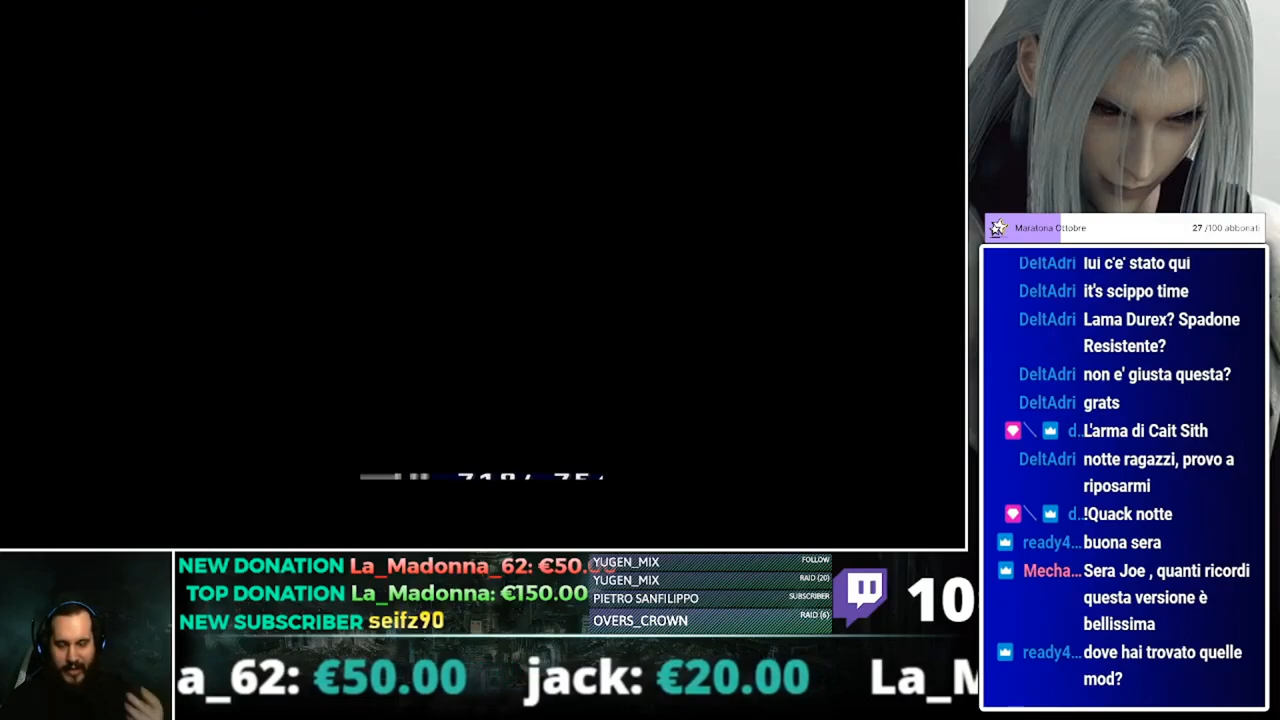 Maratona Ottobre 27 /100 abbonati
DeltAdri lui c'e' stato qui
DeltAdri it's scippo time
DeltAdri Lama Durex? Spadone
Resistente?
DeltAdri non e' giusta questa?
DeltAdri grats
d... L'arma di Cait Sith
DeltAdri notte ragazzi, provo a
riposarmi
d... !Quack notte
ready4... buona sera
Mecha... Sera Joe , quanti ricordi
questa versione è
bellissima
ready4... dove hai trovato quelle
mod?
NEW DONATION La_Madonna_62: €50.00
TOP DONATION La_Madonna: €150.00
NEW SUBSCRIBER seifz90
YUGEN_MIX FOLLOW
YUGEN_MIX RAID (20)
PIETRO SANFILIPPO SUBSCRIBER
OVERS_CROWN RAID (6)
10
a_62: €50.00 jack: €20.00 La_M